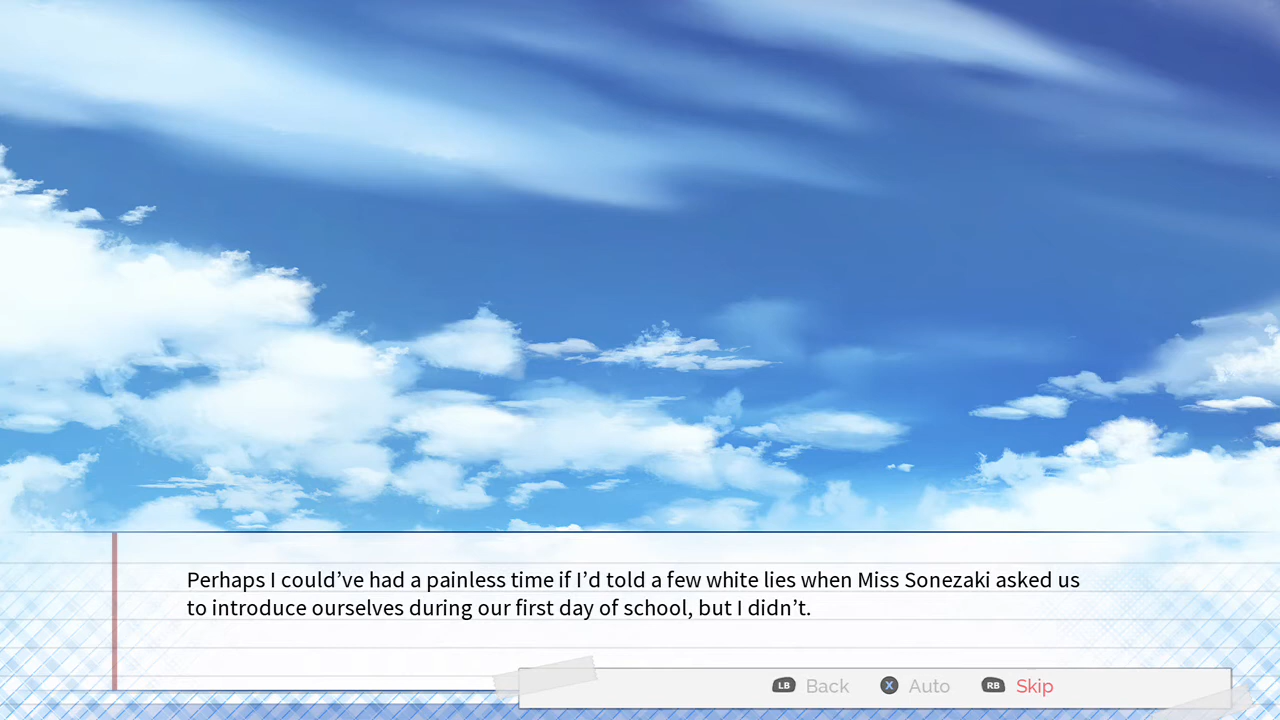 Perhaps I could’ve had a painless time if I’d told a few white lies when Miss Sonezaki asked us
to introduce ourselves during our first day of school, but I didn’t.
LB Back X Auto RB Skip